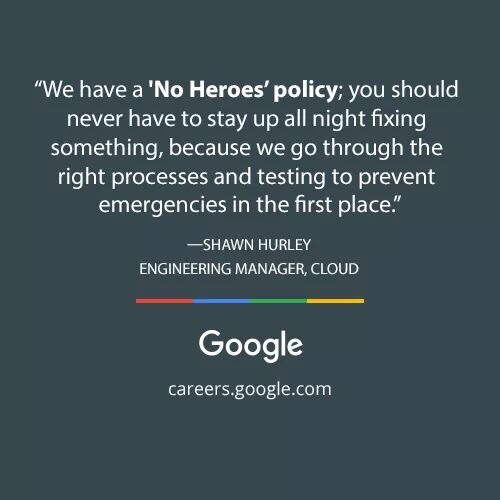 “We have a 'No Heroes’ policy; you should
never have to stay up all night fixing
something, because we go through the
right processes and testing to prevent
emergencies in the first place.”
—SHAWN HURLEY
ENGINEERING MANAGER, CLOUD
Google
careers.google.com